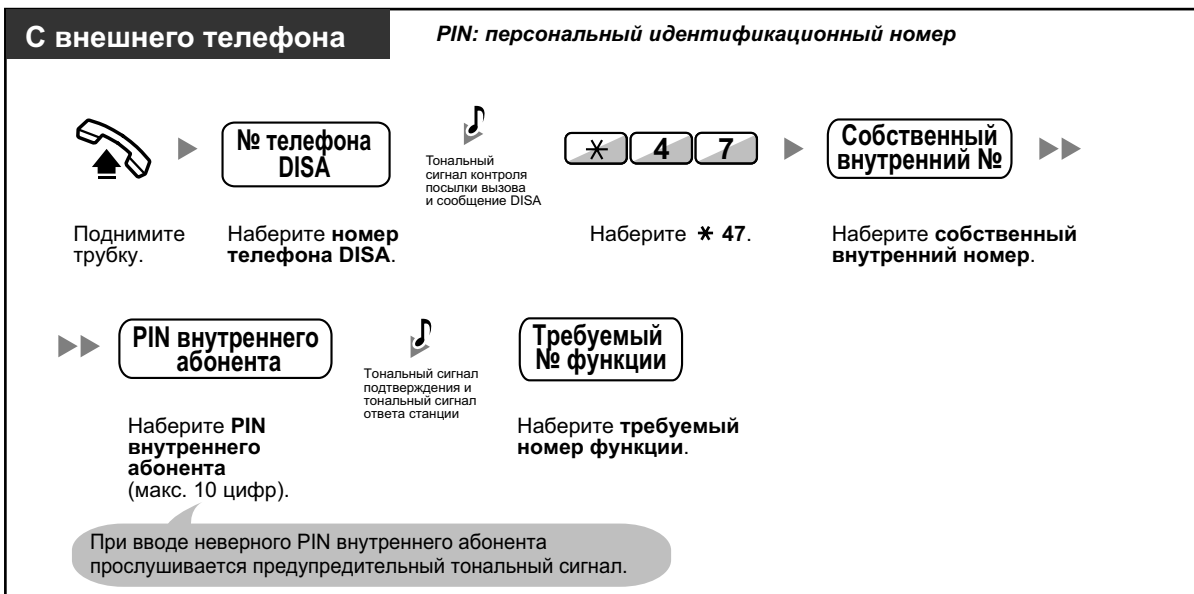 С внешнего телефона
PIN: персональный идентификационный номер
№ телефона
DISA
Тональный
сигнал контроля
посылки вызова
и сообщение DISA
* 4 7
Собственный
внутренний №
Поднимите
трубку.
Наберите номер
телефона DISA.
Наберите * 47.
Наберите собственный
внутренний номер.
PIN внутреннего
абонента
Тональный сигнал
подтверждения и
тональный сигнал
ответа станции
Требуемый
№ функции
Наберите PIN
внутреннего
абонента
(макс. 10 цифр).
Наберите требуемый
номер функции.
При вводе неверного PIN внутреннего абонента
прослушивается предупредительный тональный сигнал.